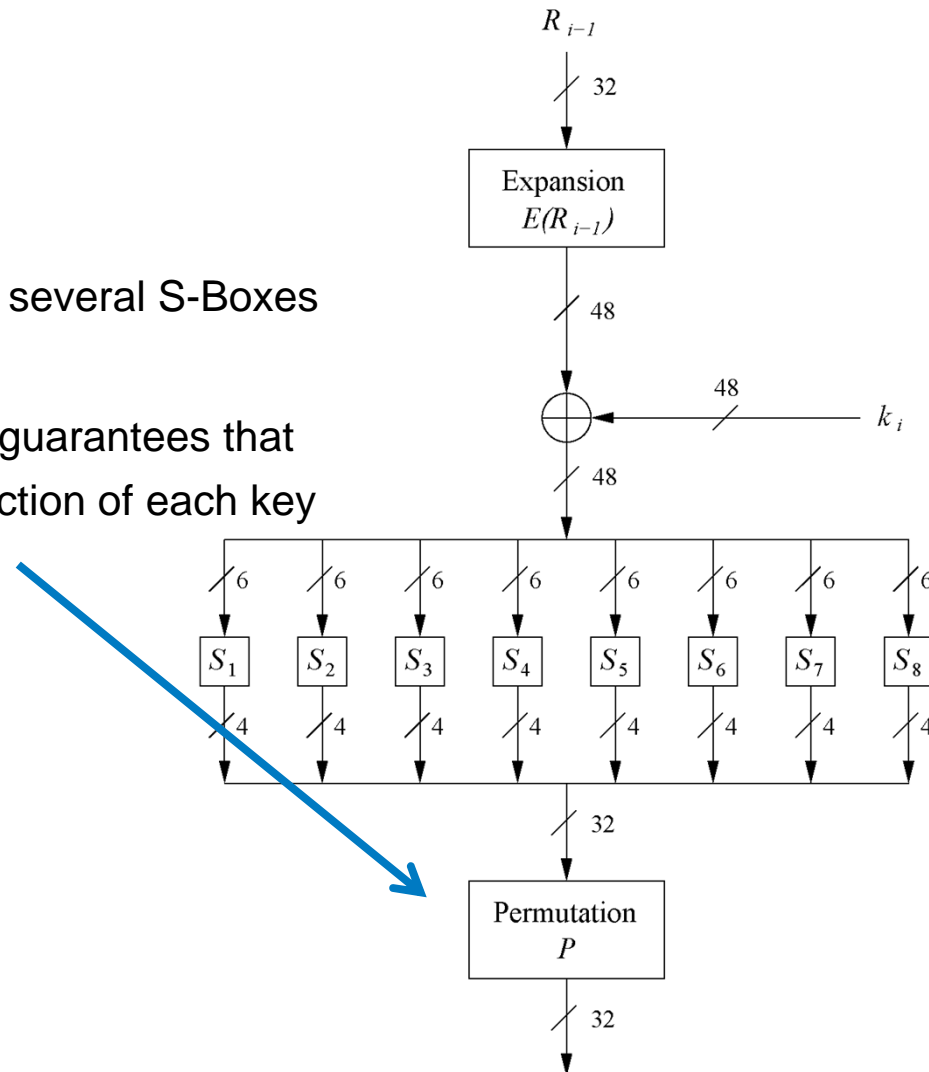 R i−1
32
Expansion
E(R i−1)
several S-Boxes
48
48
k i
guarantees that
48
ction of each key
6 6 6 6 6 6 6 6
S1 S2 S3 S4 S5 S6 S7 S8
4 4 4 4 4 4 4 4
32
Permutation
P
32